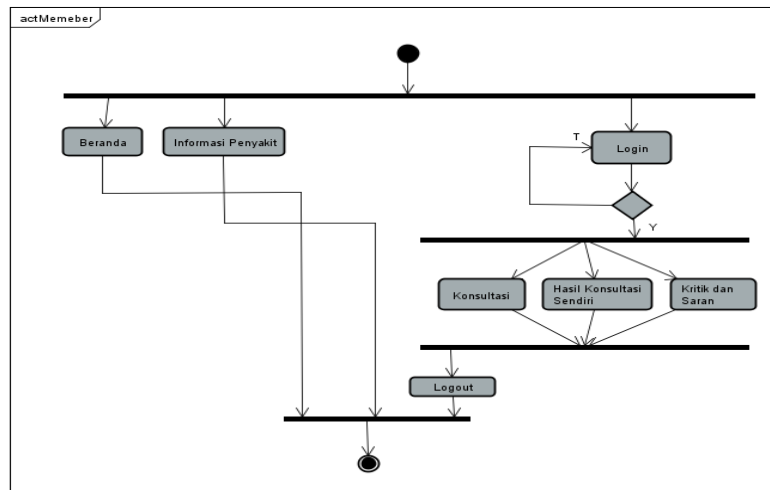 actMemeber
Beranda
Informasi Penyakit
T
Login
Y
Konsultasi
Hasil Konsultasi
Sendiri
Kritik dan
Saran
Logout